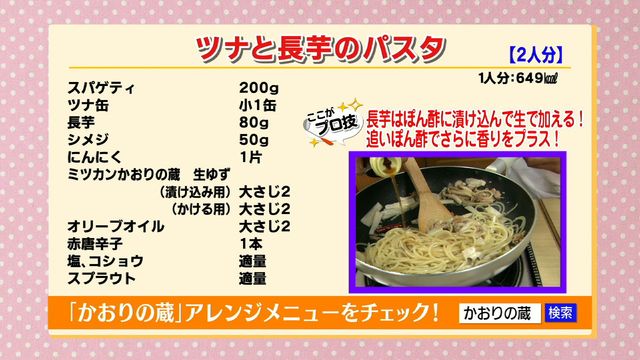 ツナと長芋のパスタ
【2人分】
1人分:649㎉
スパゲティ 200g
ツナ缶 小1缶
長芋 80g
シメジ 50g
にんにく 1片
ミツカンかおりの蔵 生ゆず
（漬け込み用）大さじ2
（かける用）大さじ2
オリーブオイル 大さじ2
赤唐辛子 1本
塩、コショウ 適量
スプラウト 適量
ここが
プロ技
長芋はぽん酢に漬け込んで生で加える！
追いぽん酢でさらに香りをプラス！
「かおりの蔵」アレンジメニューをチェック！ かおりの蔵 検索